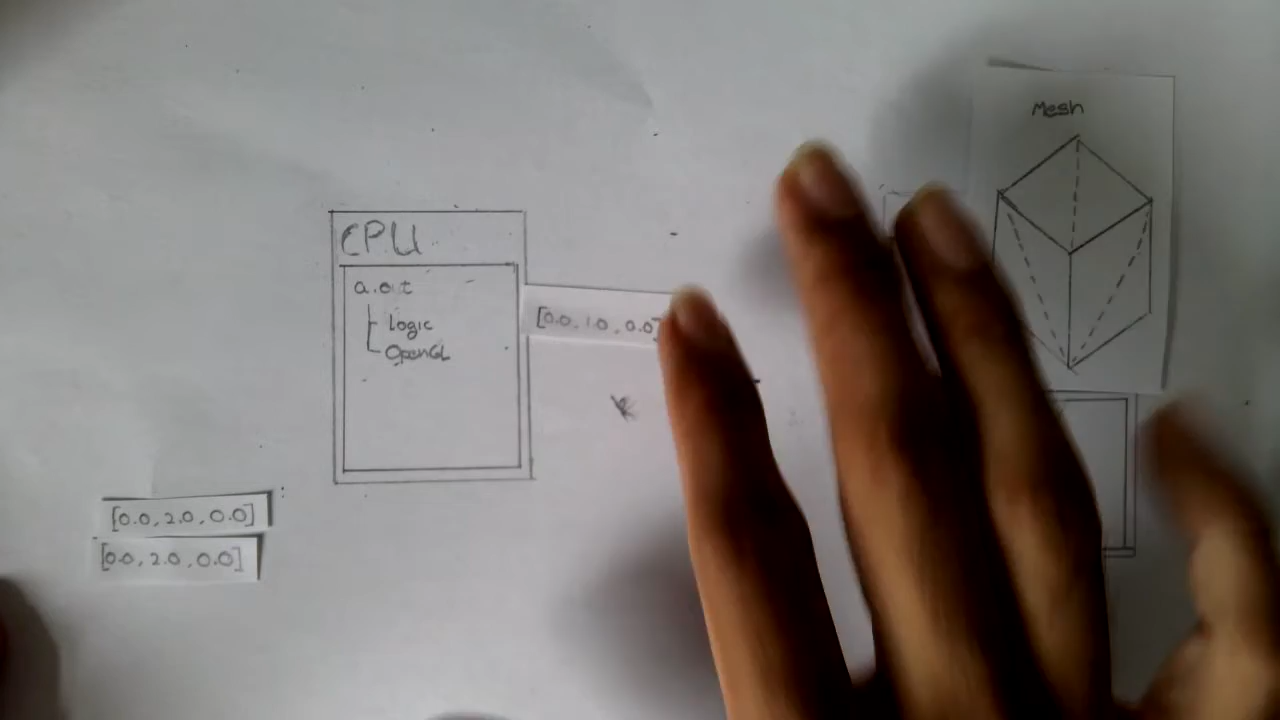 Mesh
CPU
a.out
Logic
OpenGL
[0.0, 1.0, 0.0]
[0.0, 2.0, 0.0]
[0.0, 2.0, 0.0]